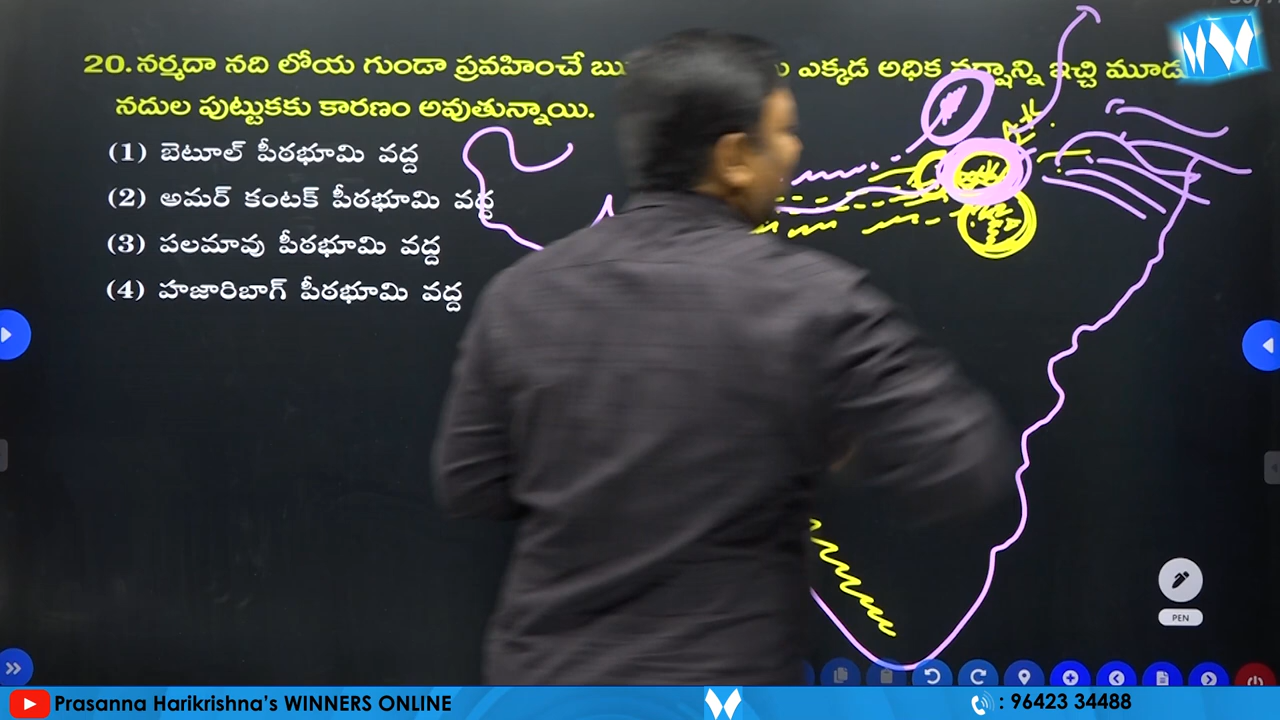 20. నర్మదా నది లోయ గుండా ప్రవహించే ఎక్కడ అధిక ఇచ్చి మూడు
నదుల పుట్టుకకు కారణం అవుతున్నాయి.
(1) బెటూల్ పీఠభూమి వద్ద
(2) అమర్ కంటక్ పీఠభూమి వద్ద
(3) పలమావు పీఠభూమి వద్ద
(4) హజారిబాగ్ పీఠభూమి వద్ద
PEN
Prasanna Harikrishna's WINNERS ONLINE
: 96423 34488